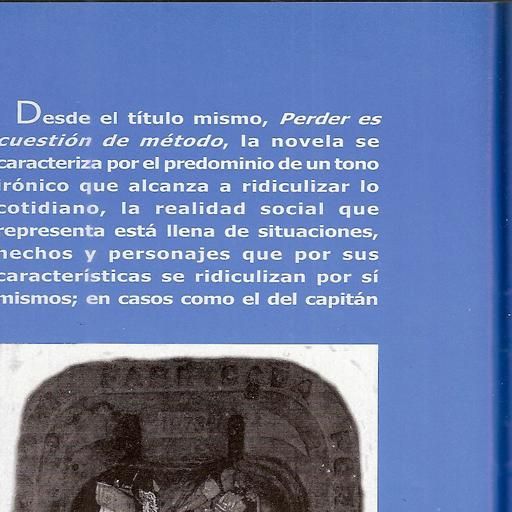 Desde el título mismo, Perder es
cuestión de método, la novela se
caracteriza por el predominio de un tono
irónico que alcanza a ridiculizar lo
cotidiano, la realidad social que
representa está llena de situaciones,
hechos y personajes que por sus
características se ridiculizan por sí
mismos; en casos como el del capitán